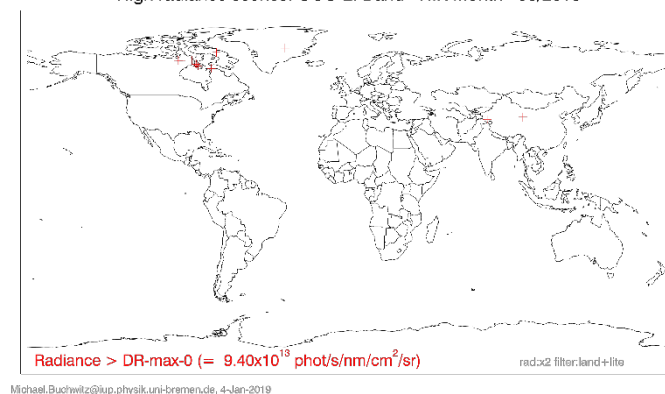 Radiance > DR-max-0 (= 9.40x10¹³ phot/s/nm/cm²/sr)
rad:x2 filter:land+lite
Michael.Buchwitz@iup.physik.uni-bremen.de, 4-Jan-2019